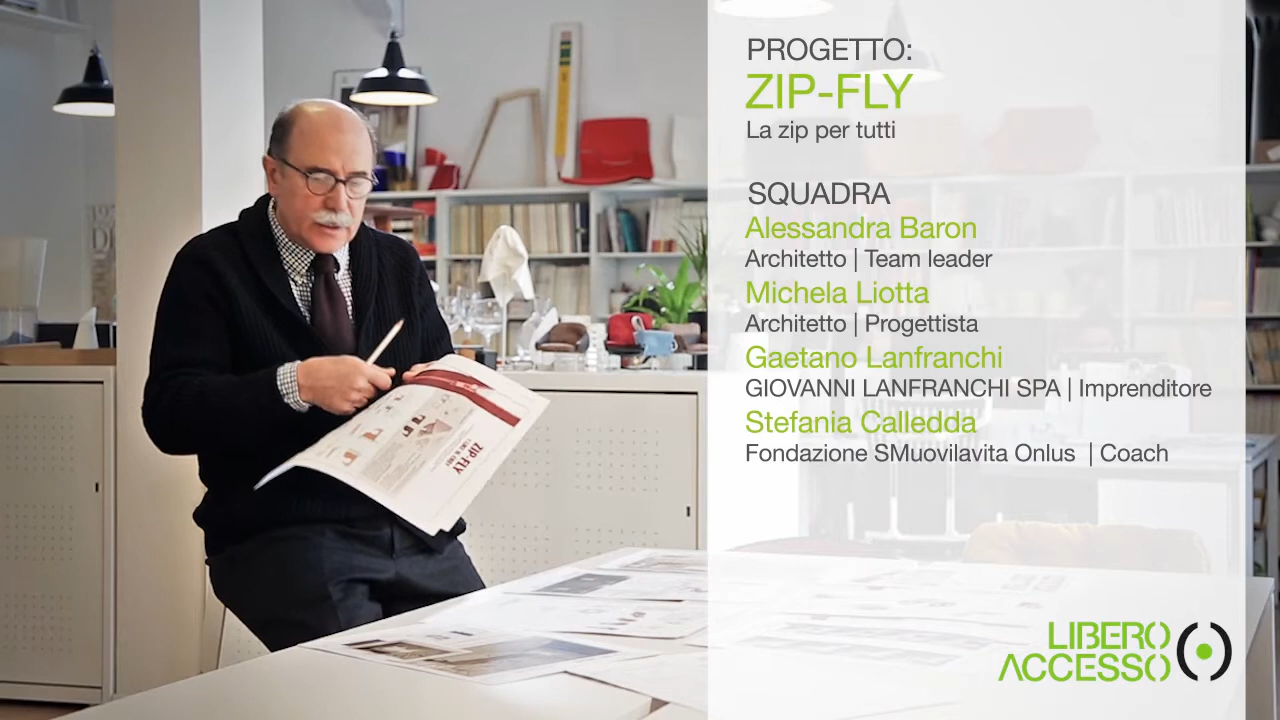 PROGETTO:
ZIP-FLY
La zip per tutti
SQUADRA
Alessandra Baron
Architetto | Team leader
Michela Liotta
Architetto | Progettista
Gaetano Lanfranchi
GIOVANNI LANFRANCHI SPA | Imprenditore
Stefania Calledda
Fondazione SMuovilavita Onlus | Coach
LIBERO
ACCESSO
ZIP-FLY